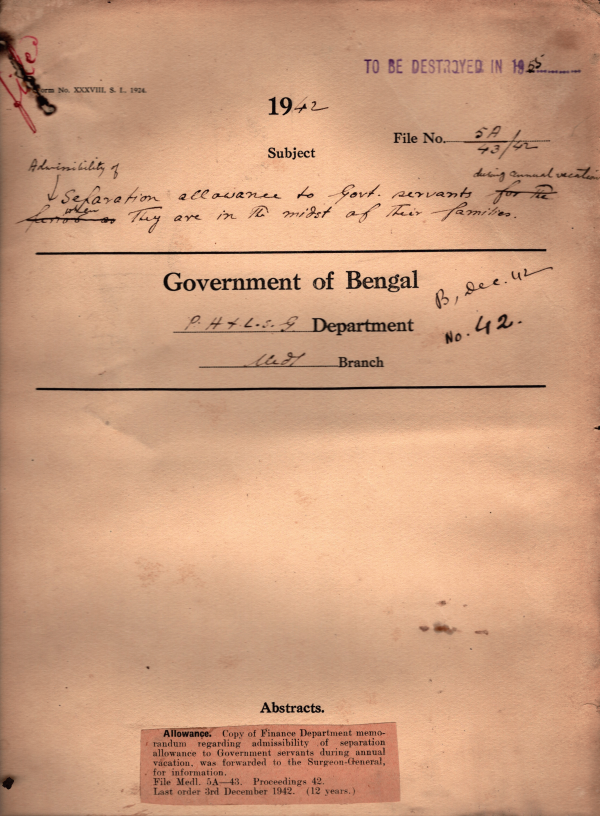 file
Form No. XXXVIII, S. L. 1924.
TO BE DESTROYED IN 1955
1942
File No. 5A/43/42
Subject
Admissibility of
during annual vacation
Separation allowance to Govt. servants for the
when they are in the midst of their families.
Government of Bengal
B, Dec. 42
P. H & L. S. G Department
No. 42.
Medl Branch
Abstracts.
Allowance. Copy of Finance Department memo-
randum regarding admissibility of separation
allowance to Government servants during annual
vacation, was forwarded to the Surgeon-General,
for information.
File Medl. 5A—43. Proceedings 42.
Last order 3rd December 1942. (12 years.)